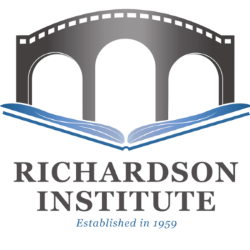 RICHARDSON
INSTITUTE
Established in 1959